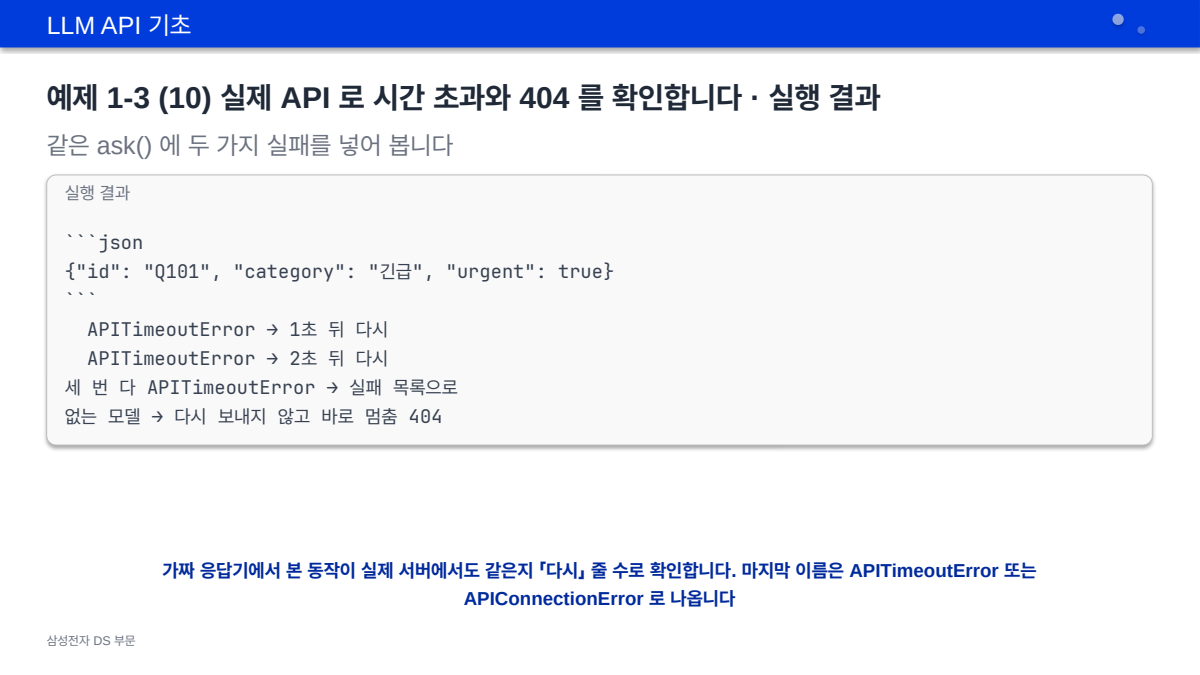 LLM API 기초
예제 1-3 (10) 실제 API 로 시간 초과와 404 를 확인합니다 · 실행 결과
같은 ask() 에 두 가지 실패를 넣어 봅니다
실행 결과
```json
{"id": "Q101", "category": "긴급", "urgent": true}
```
  APITimeoutError → 1초 뒤 다시
  APITimeoutError → 2초 뒤 다시
세 번 다 APITimeoutError → 실패 목록으로
없는 모델 → 다시 보내지 않고 바로 멈춤 404
가짜 응답기에서 본 동작이 실제 서버에서도 같은지 「다시」 줄 수로 확인합니다. 마지막 이름은 APITimeoutError 또는
APIConnectionError 로 나옵니다
삼성전자 DS 부문